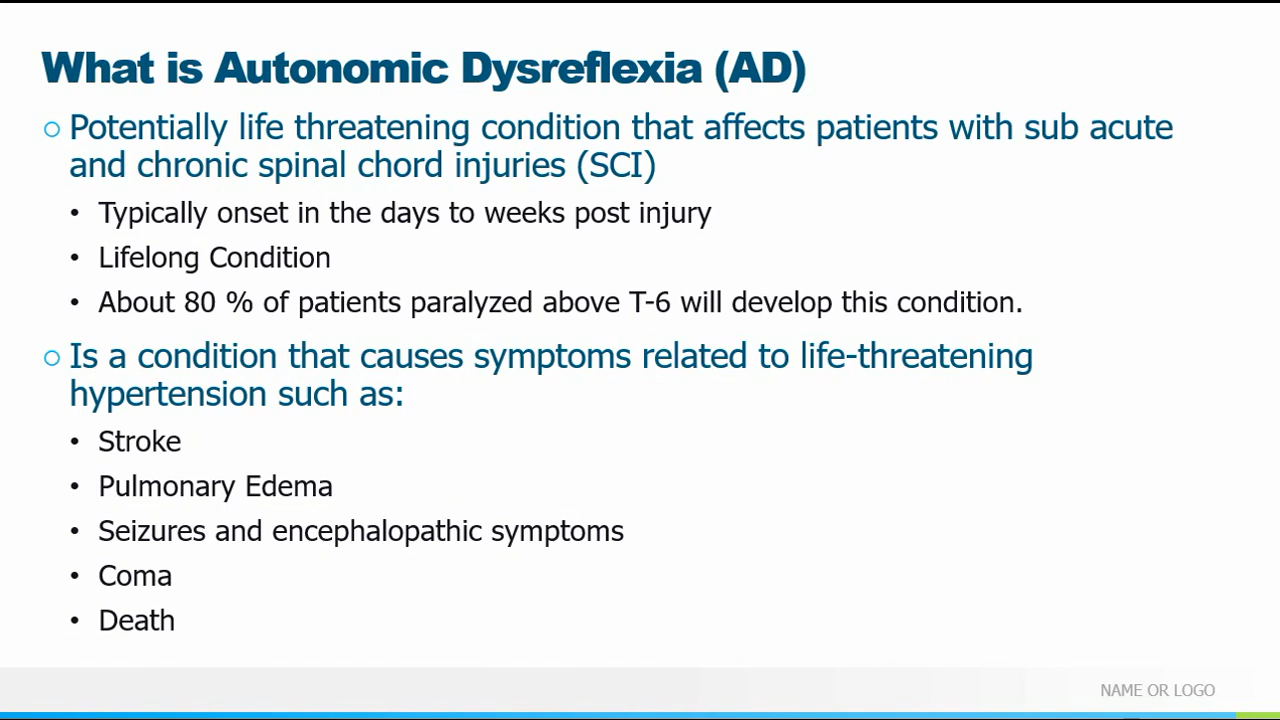 What is Autonomic Dysreflexia (AD)
○ Potentially life threatening condition that affects patients with sub acute
and chronic spinal chord injuries (SCI)
• Typically onset in the days to weeks post injury
• Lifelong Condition
• About 80 % of patients paralyzed above T-6 will develop this condition.
○ Is a condition that causes symptoms related to life-threatening
hypertension such as:
• Stroke
• Pulmonary Edema
• Seizures and encephalopathic symptoms
• Coma
• Death
NAME OR LOGO